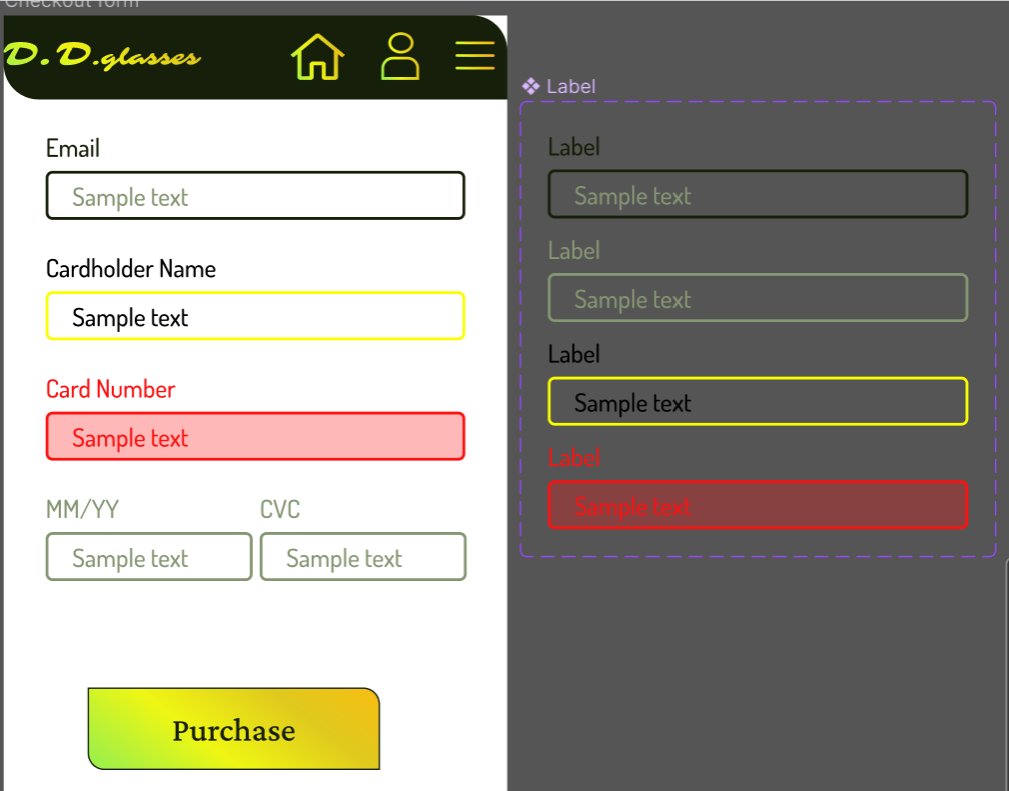 Checkout form
D.D.glasses
Email
Sample text
Cardholder Name
Sample text
Card Number
Sample text
MM/YY CVC
Sample text Sample text
Purchase
Label
Label
Sample text
Label
Sample text
Label
Sample text
Label
Sample text